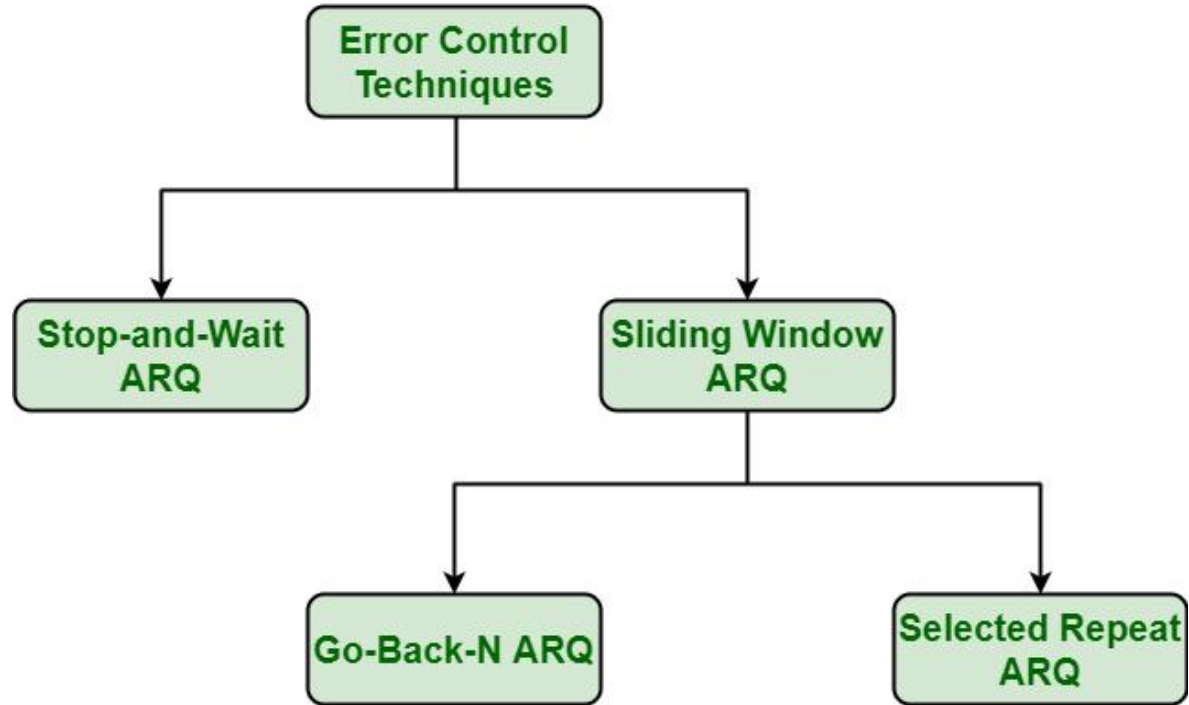 Error Control
Techniques
Stop-and-Wait
ARQ
Sliding Window
ARQ
Go-Back-N ARQ
Selected Repeat
ARQ